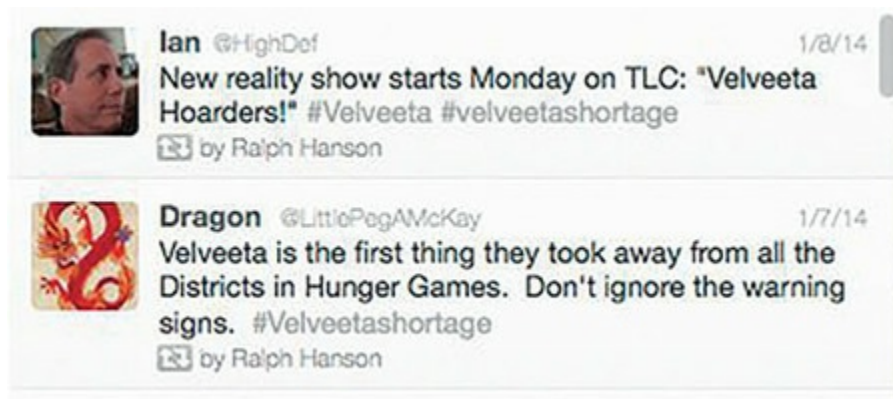 Ian @HighDef 1/8/14
New reality show starts Monday on TLC: "Velveeta
Hoarders!" #Velveeta #velveetashortage
by Ralph Hanson
Dragon @LittlePegAMcKay 1/7/14
Velveeta is the first thing they took away from all the
Districts in Hunger Games. Don't ignore the warning
signs. #Velveetashortage
by Ralph Hanson